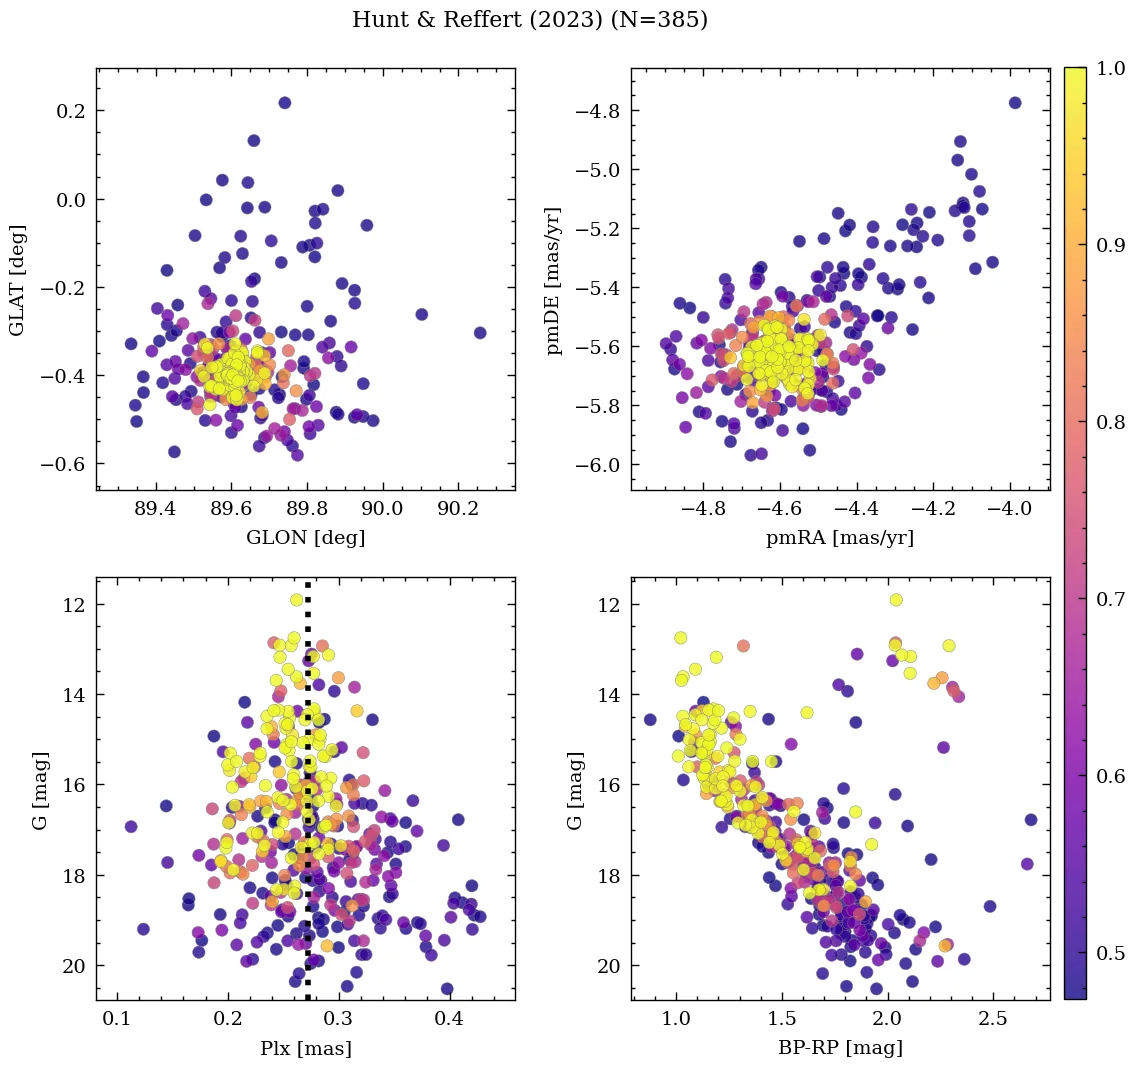 Hunt & Reffert (2023) (N=385)
0.2
0.0
−0.2
−0.4
−0.6
GLAT [deg]
89.4 89.6 89.8 90.0 90.2
GLON [deg]
−4.8
−5.0
−5.2
−5.4
−5.6
−5.8
−6.0
pmDE [mas/yr]
−4.8 −4.6 −4.4 −4.2 −4.0
pmRA [mas/yr]
12
14
16
18
20
G [mag]
0.1 0.2 0.3 0.4
Plx [mas]
12
14
16
18
20
G [mag]
1.0 1.5 2.0 2.5
BP-RP [mag]
1.0
0.9
0.8
0.7
0.6
0.5